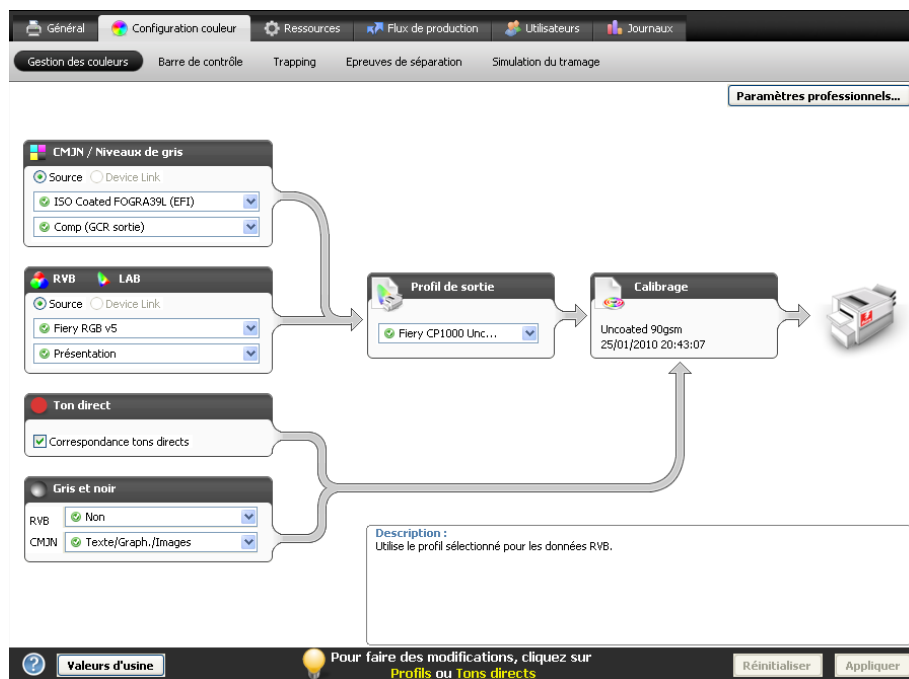 Général
Configuration couleur
Ressources
Flux de production
Utilisateurs
Journaux
Gestion des couleurs
Barre de contrôle
Trapping
Epreuves de séparation
Simulation du tramage
Paramètres professionnels...
CMJN / Niveaux de gris
Source
Device Link
ISO Coated FOGRA39L (EFI)
Comp (GCR sortie)
RVB
LAB
Source
Device Link
Fiery RGB v5
Présentation
Profil de sortie
Fiery CP1000 Unc...
Calibrage
Uncoated 90gsm
25/01/2010 20:43:07
Ton direct
Correspondance tons directs
Gris et noir
RVB
Non
CMJN
Texte/Graph./Images
Description :
Utilise le profil sélectionné pour les données RVB.
Valeurs d'usine
Pour faire des modifications, cliquez sur
Profils ou Tons directs
Réinitialiser
Appliquer